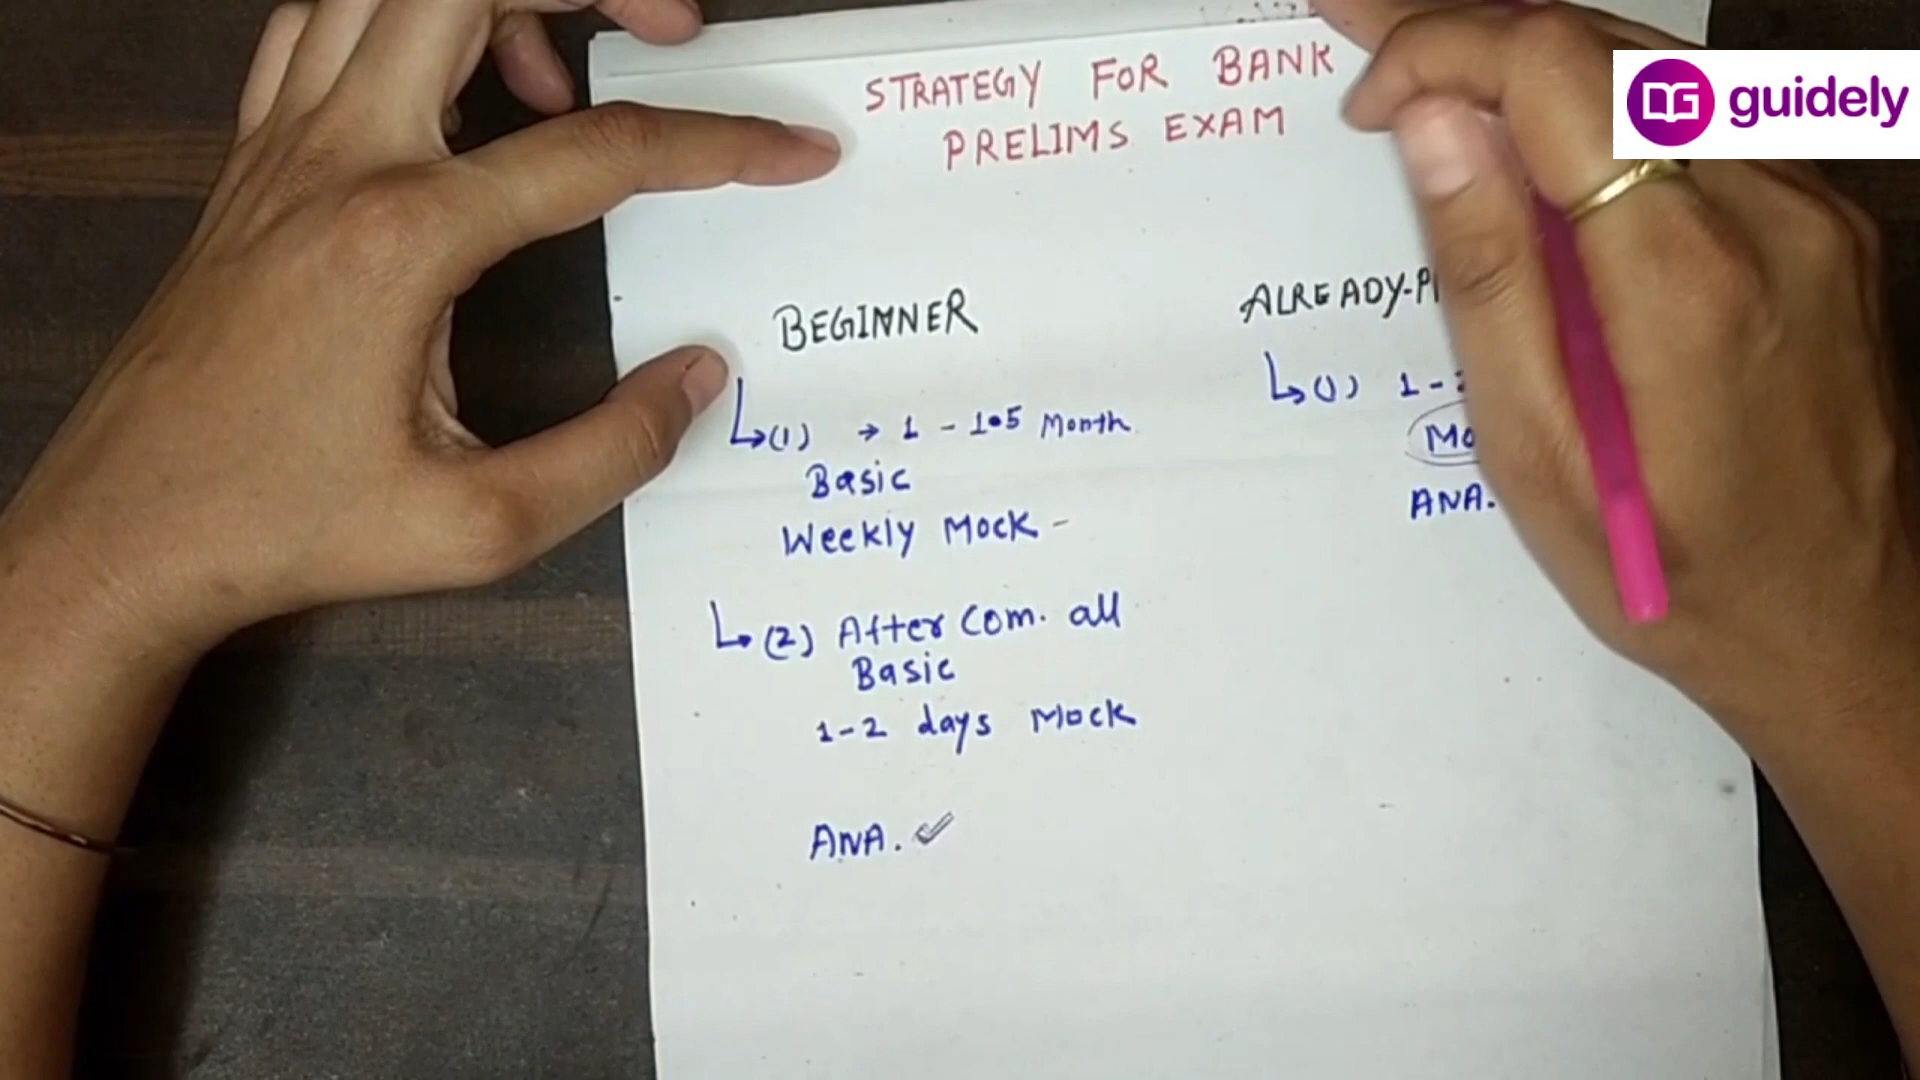 STRATEGY FOR BANK
PRELIMS EXAM
guidely
BEGINNER
(1) → 1 - 1.5 Month
Basic
Weekly Mock -
(2) After Com. all
Basic
1-2 days Mock
ANA. ✓
ALREADY-
(1) 1 -
ANA.